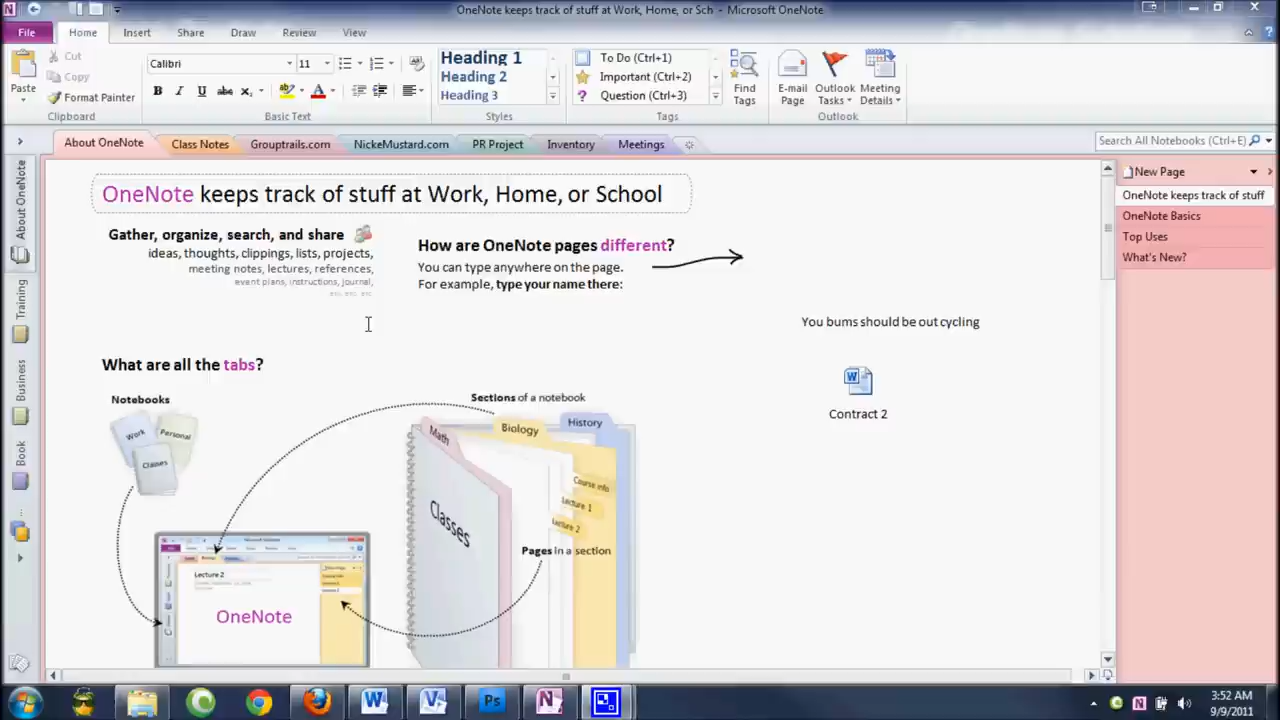 OneNote keeps track of stuff at Work, Home, or Sch - Microsoft OneNote
File Home Insert Share Draw Review View
Paste
Cut
Copy
Format Painter
Clipboard
Calibri 11
B I U abc X₂ A
Basic Text
Heading 1
Heading 2
Heading 3
Styles
To Do (Ctrl+1)
Important (Ctrl+2)
Question (Ctrl+3)
Tags
Find Tags
E-mail Page
Outlook Tasks
Meeting Details
Outlook
About OneNote Class Notes Grouptrails.com NickeMustard.com PR Project Inventory Meetings
Search All Notebooks (Ctrl+E)
About OneNote
Training
Business
Book
New Page
OneNote keeps track of stuff
OneNote Basics
Top Uses
What's New?
OneNote keeps track of stuff at Work, Home, or School
Gather, organize, search, and share
ideas, thoughts, clippings, lists, projects,
meeting notes, lectures, references,
event plans, instructions, journal,
etc. etc. etc.
How are OneNote pages different?
You can type anywhere on the page.
For example, type your name there:
You bums should be out cycling
Contract 2
What are all the tabs?
Notebooks
Work
Personal
Classes
Sections of a notebook
Math
Biology
History
Classes
Course info
Lecture 1
Lecture 2
Pages in a section
Lecture 2
OneNote
3:52 AM
9/9/2011